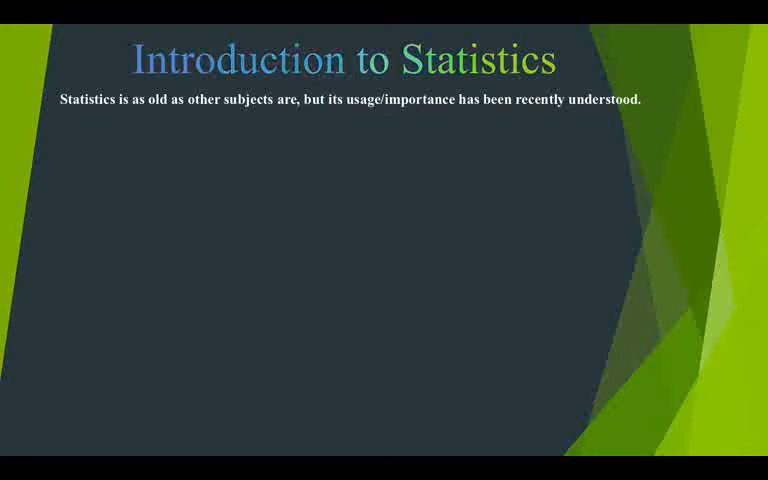 Introduction to Statistics
Statistics is as old as other subjects are, but its usage/importance has been recently understood.